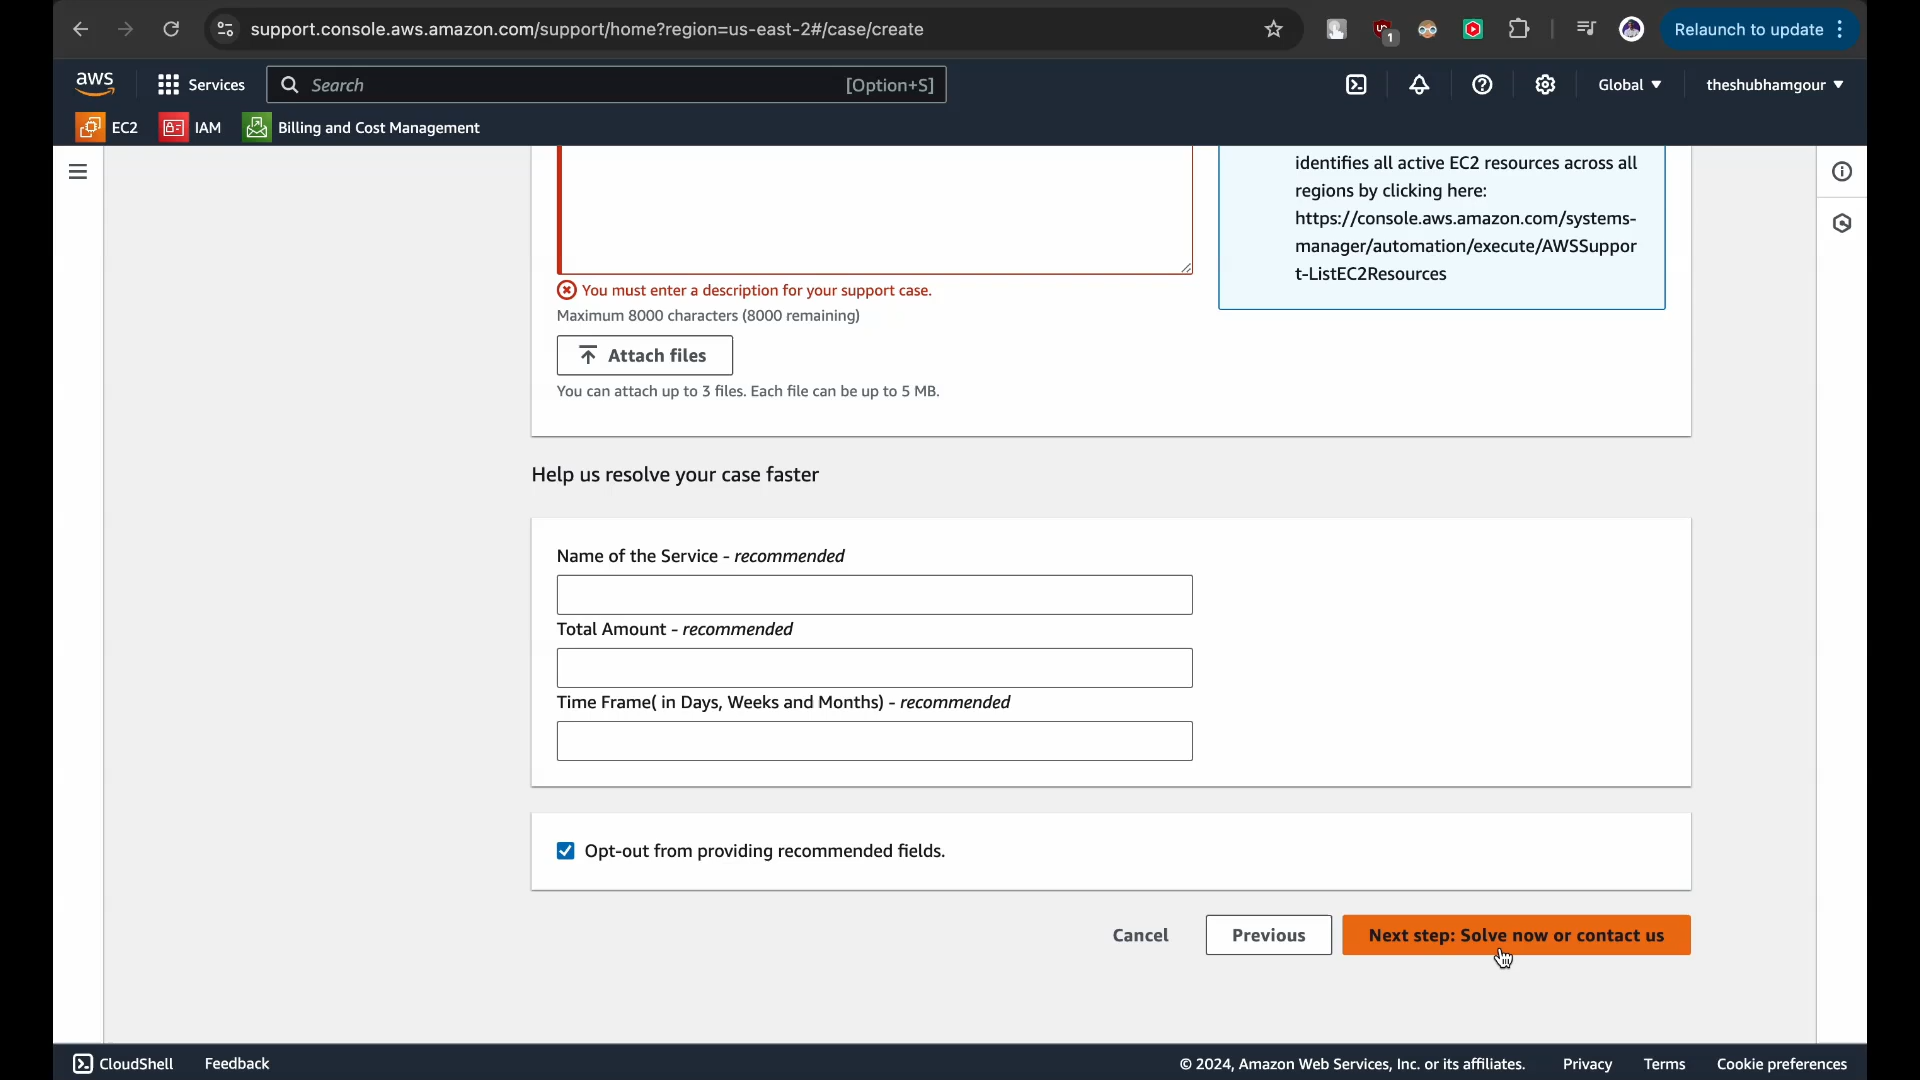 support.console.aws.amazon.com/support/home?region=us-east-2#/case/create
1
Relaunch to update
aws
Services
Search
[Option+S]
Global
theshubhamgour
EC2
IAM
Billing and Cost Management
identifies all active EC2 resources across all
regions by clicking here:
https://console.aws.amazon.com/systems-
manager/automation/execute/AWSSuppor
t-ListEC2Resources
You must enter a description for your support case.
Maximum 8000 characters (8000 remaining)
Attach files
You can attach up to 3 files. Each file can be up to 5 MB.
Help us resolve your case faster
Name of the Service - recommended
Total Amount - recommended
Time Frame( in Days, Weeks and Months) - recommended
Opt-out from providing recommended fields.
Cancel
Previous
Next step: Solve now or contact us
CloudShell
Feedback
© 2024, Amazon Web Services, Inc. or its affiliates.
Privacy
Terms
Cookie preferences